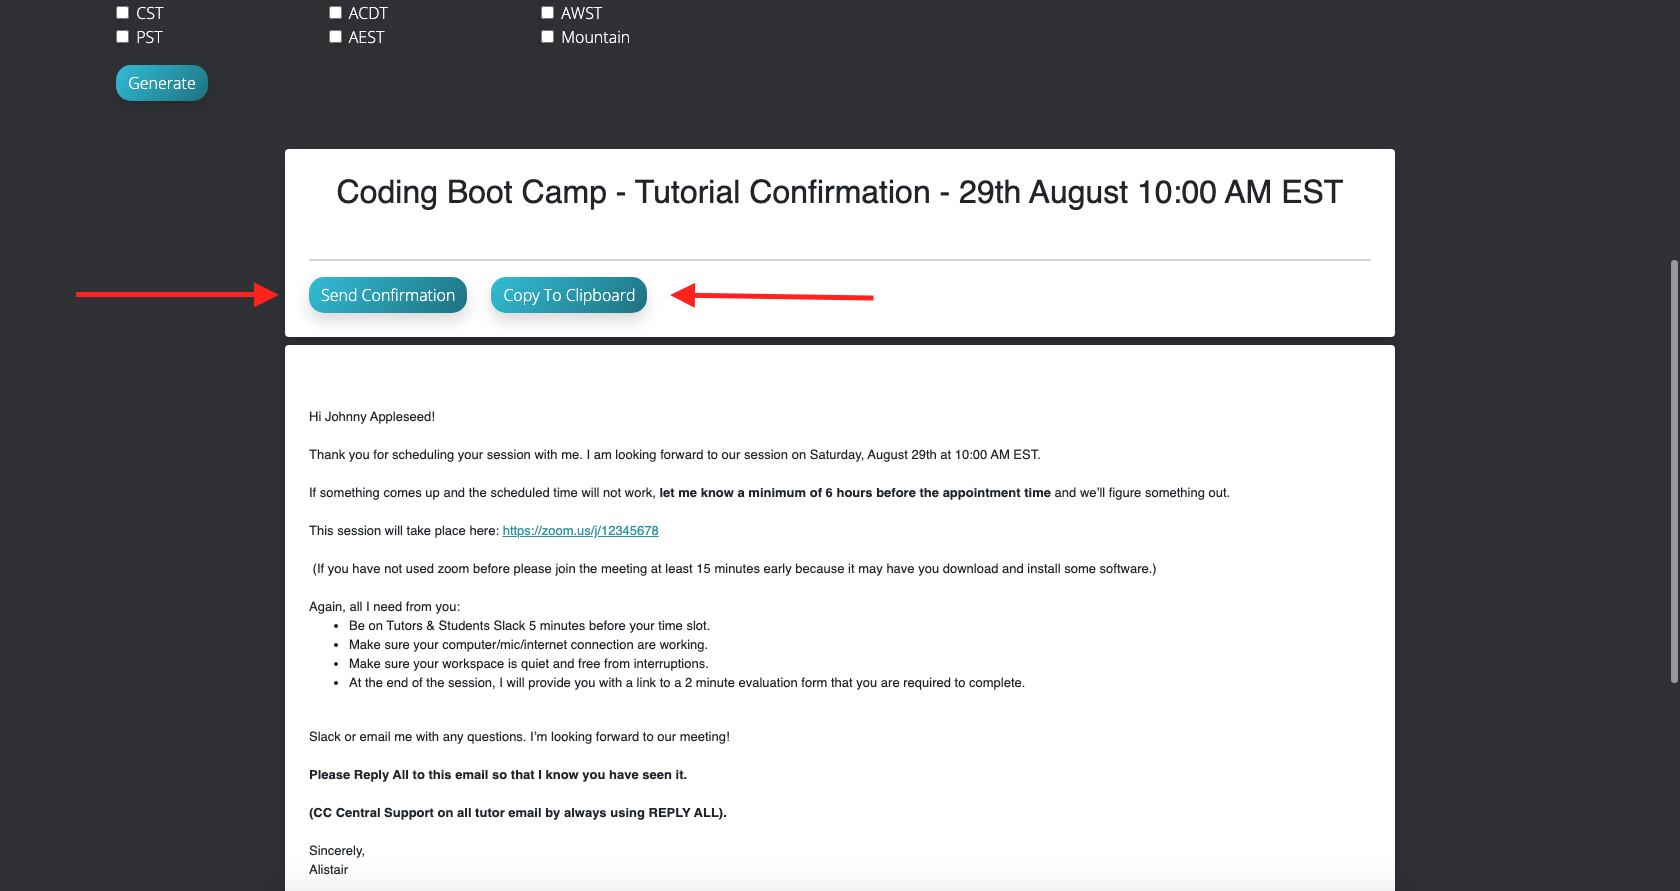 CST ACDT AWST
PST AEST Mountain
Generate
Coding Boot Camp - Tutorial Confirmation - 29th August 10:00 AM EST
Send Confirmation Copy To Clipboard
Hi Johnny Appleseed!
Thank you for scheduling your session with me. I am looking forward to our session on Saturday, August 29th at 10:00 AM EST.
If something comes up and the scheduled time will not work, let me know a minimum of 6 hours before the appointment time and we'll figure something out.
This session will take place here: https://zoom.us/j/12345678
(If you have not used zoom before please join the meeting at least 15 minutes early because it may have you download and install some software.)
Again, all I need from you:
• Be on Tutors & Students Slack 5 minutes before your time slot.
• Make sure your computer/mic/internet connection are working.
• Make sure your workspace is quiet and free from interruptions.
• At the end of the session, I will provide you with a link to a 2 minute evaluation form that you are required to complete.
Slack or email me with any questions. I'm looking forward to our meeting!
Please Reply All to this email so that I know you have seen it.
(CC Central Support on all tutor email by always using REPLY ALL).
Sincerely,
Alistair